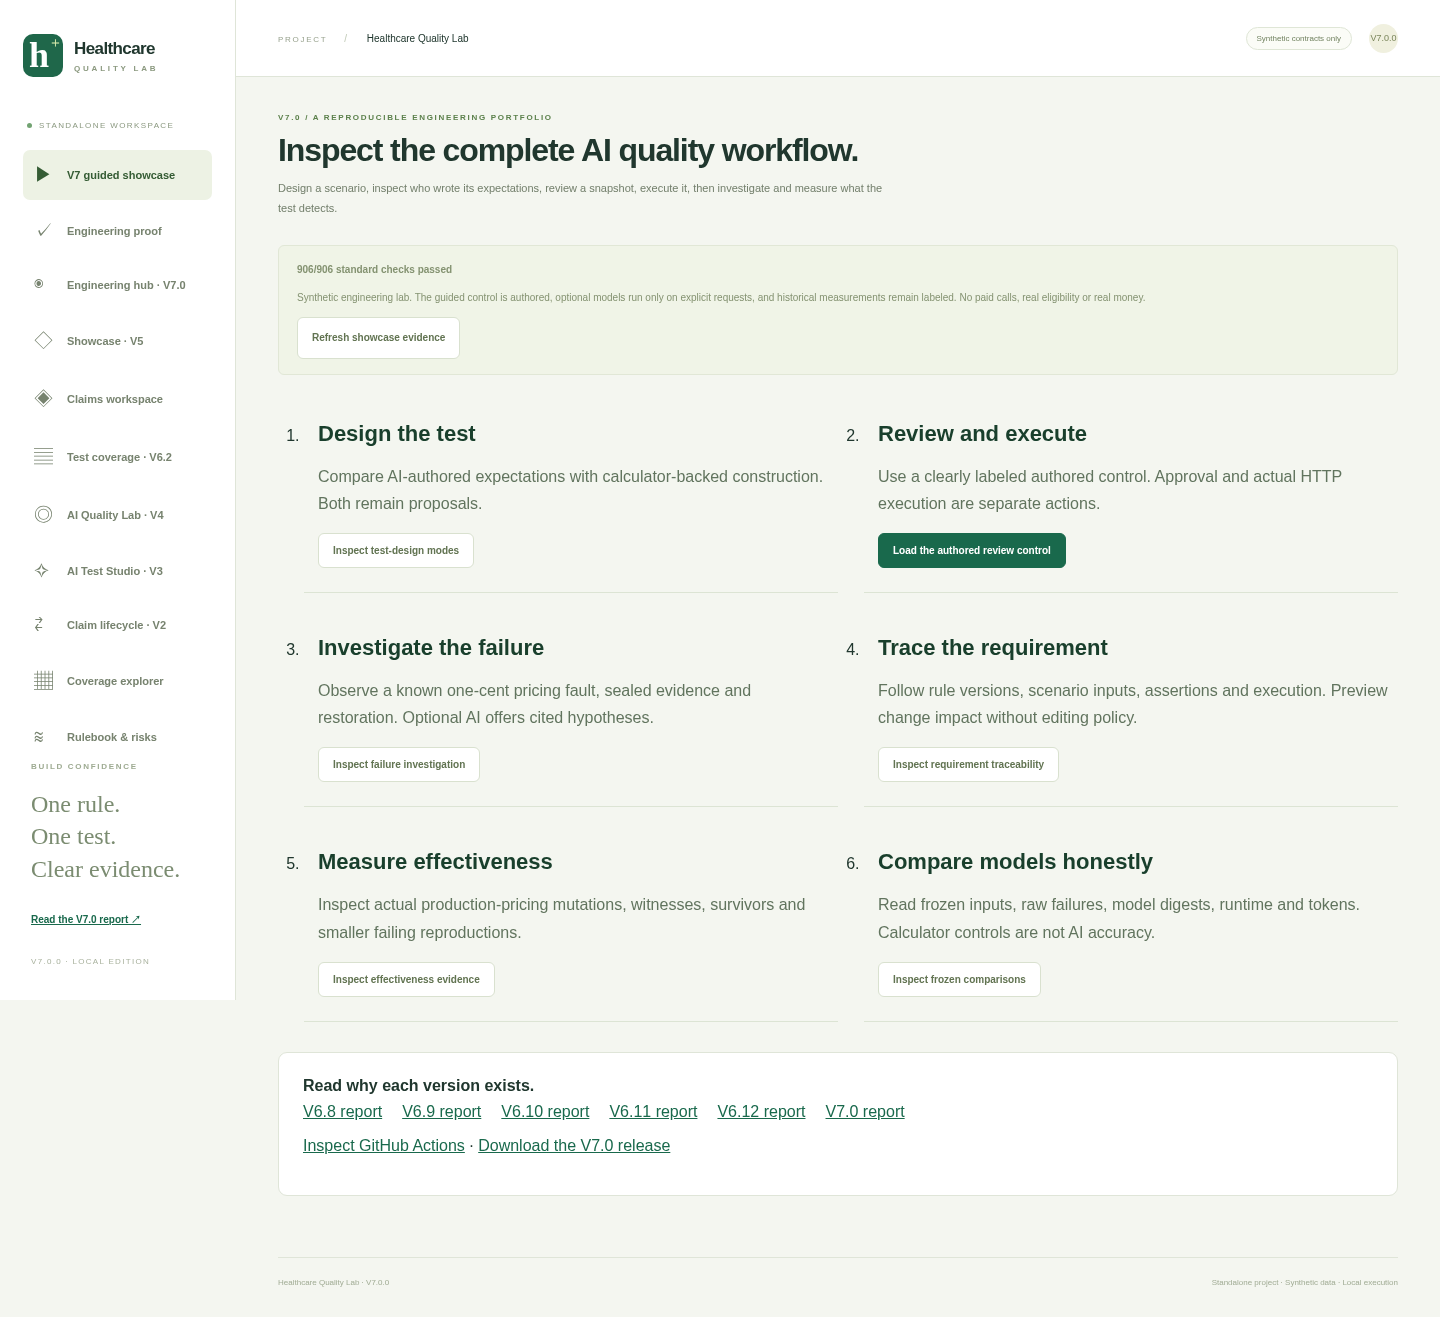 h+
Healthcare
QUALITY LAB
STANDALONE WORKSPACE
V7 guided showcase
Engineering proof
Engineering hub · V7.0
Showcase · V5
Claims workspace
Test coverage · V6.2
AI Quality Lab · V4
AI Test Studio · V3
Claim lifecycle · V2
Coverage explorer
Rulebook & risks
BUILD CONFIDENCE
One rule.
One test.
Clear evidence.
Read the V7.0 report ↗
V7.0.0 · LOCAL EDITION
PROJECT / Healthcare Quality Lab
Synthetic contracts only
V7.0.0
V7.0 / A REPRODUCIBLE ENGINEERING PORTFOLIO
Inspect the complete AI quality workflow.
Design a scenario, inspect who wrote its expectations, review a snapshot, execute it, then investigate and measure what the
test detects.
906/906 standard checks passed
Synthetic engineering lab. The guided control is authored, optional models run only on explicit requests, and historical measurements remain labeled. No paid calls, real eligibility or real money.
Refresh showcase evidence
1. Design the test
Compare AI-authored expectations with calculator-backed construction.
Both remain proposals.
Inspect test-design modes
2. Review and execute
Use a clearly labeled authored control. Approval and actual HTTP
execution are separate actions.
Load the authored review control
3. Investigate the failure
Observe a known one-cent pricing fault, sealed evidence and
restoration. Optional AI offers cited hypotheses.
Inspect failure investigation
4. Trace the requirement
Follow rule versions, scenario inputs, assertions and execution. Preview
change impact without editing policy.
Inspect requirement traceability
5. Measure effectiveness
Inspect actual production-pricing mutations, witnesses, survivors and
smaller failing reproductions.
Inspect effectiveness evidence
6. Compare models honestly
Read frozen inputs, raw failures, model digests, runtime and tokens.
Calculator controls are not AI accuracy.
Inspect frozen comparisons
Read why each version exists.
V6.8 report V6.9 report V6.10 report V6.11 report V6.12 report V7.0 report
Inspect GitHub Actions · Download the V7.0 release
Healthcare Quality Lab · V7.0.0
Standalone project · Synthetic data · Local execution